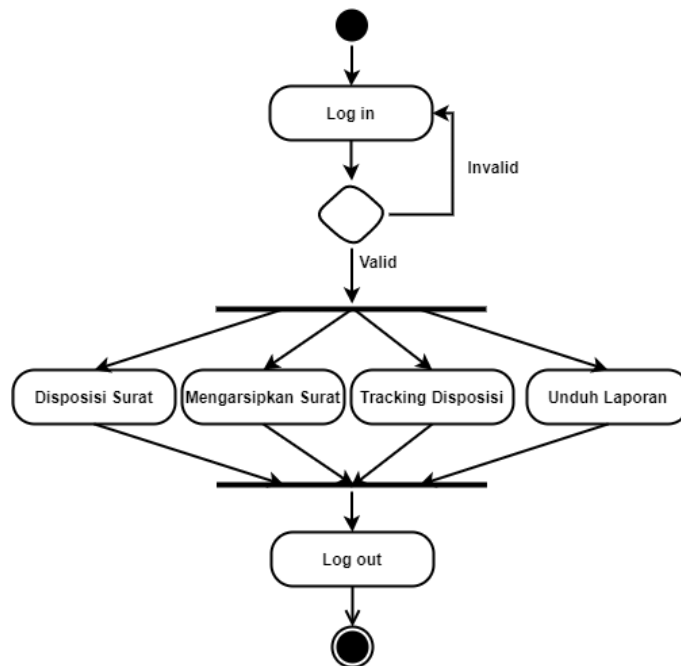 Log in
Invalid
Valid
Disposisi Surat
Mengarsipkan Surat
Tracking Disposisi
Unduh Laporan
Log out